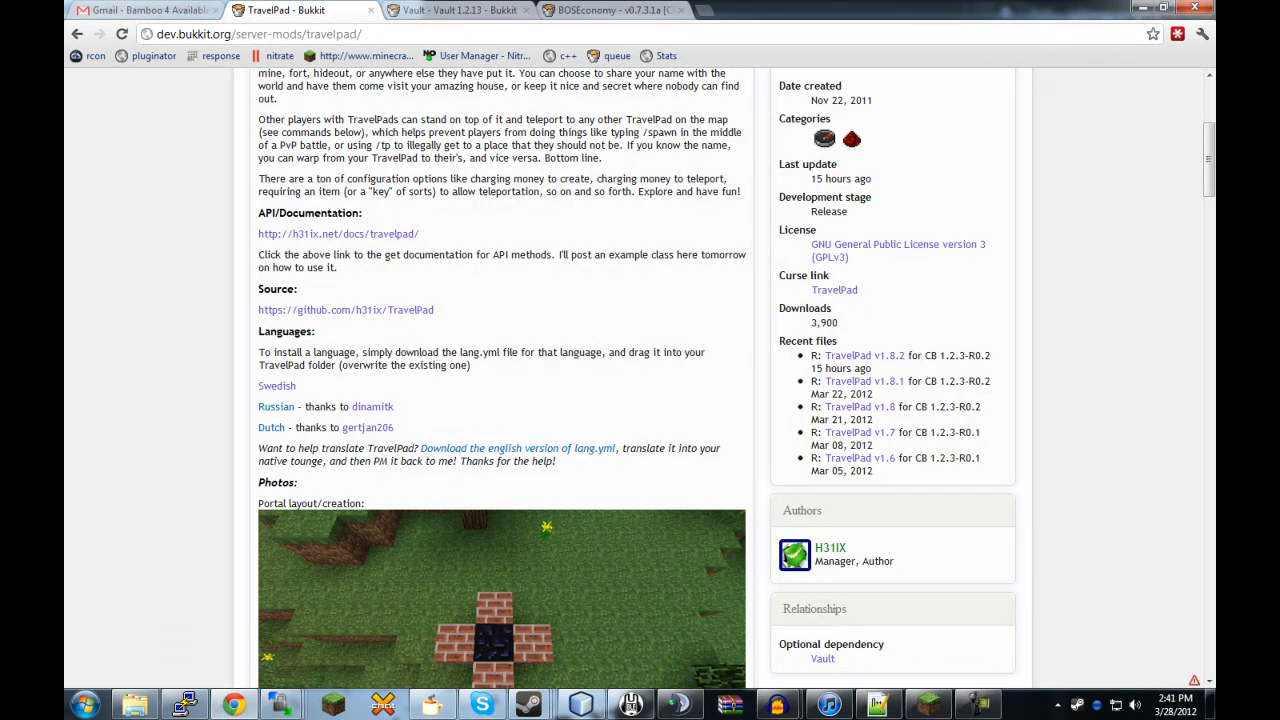 Gmail - Bamboo 4 Available
TravelPad - Bukkit
Vault - Vault 1.2.13 - Bukkit
BOSEconomy - v0.7.3.1a [C
dev.bukkit.org/server-mods/travelpad/
rcon
pluginator
response
nitrate
http://www.minecra...
User Manager - Nitr...
c++
queue
Stats
mine, fort, hideout, or anywhere else they have put it. You can choose to share your name with the
world and have them come visit your amazing house, or keep it nice and secret where nobody can find
out.
Other players with TravelPads can stand on top of it and teleport to any other TravelPad on the map
(see commands below), which helps prevent players from doing things like typing /spawn in the middle
of a PvP battle, or using /tp to illegally get to a place that they should not be. If you know the name,
you can warp from your TravelPad to their's, and vice versa. Bottom line.
There are a ton of configuration options like charging money to create, charging money to teleport,
requiring an item (or a "key" of sorts) to allow teleportation, so on and so forth. Explore and have fun!
API/Documentation:
http://h31ix.net/docs/travelpad/
Click the above link to the get documentation for API methods. I'll post an example class here tomorrow
on how to use it.
Source:
https://github.com/h31ix/TravelPad
Languages:
To install a language, simply download the lang.yml file for that language, and drag it into your
TravelPad folder (overwrite the existing one)
Swedish
Russian - thanks to dinamitk
Dutch - thanks to gertjan206
Want to help translate TravelPad? Download the english version of lang.yml, translate it into your
native tounge, and then PM it back to me! Thanks for the help!
Photos:
Portal layout/creation:
Date created
Nov 22, 2011
Categories
Last update
15 hours ago
Development stage
Release
License
GNU General Public License version 3
(GPLv3)
Curse link
TravelPad
Downloads
3,900
Recent files
R: TravelPad v1.8.2 for CB 1.2.3-R0.2
15 hours ago
R: TravelPad v1.8.1 for CB 1.2.3-R0.2
Mar 22, 2012
R: TravelPad v1.8 for CB 1.2.3-R0.2
Mar 21, 2012
R: TravelPad v1.7 for CB 1.2.3-R0.1
Mar 08, 2012
R: TravelPad v1.6 for CB 1.2.3-R0.1
Mar 05, 2012
Authors
H31IX
Manager, Author
Relationships
Optional dependency
Vault
2:41 PM
3/28/2012